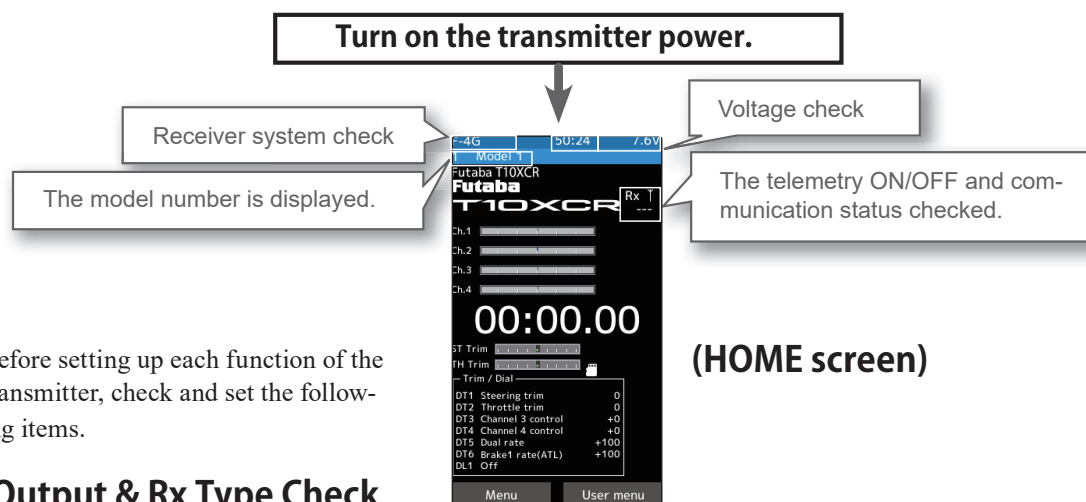 Turn on the transmitter power.
Receiver system check
Voltage check
The model number is displayed.
The telemetry ON/OFF and com-
munication status checked.
F-4G 50:24 7.6V
1 Model 1
Futaba T10XCR
Futaba
T10XCR
Rx
---
Ch.1
Ch.2
Ch.3
Ch.4
00:00.00
ST Trim
TH Trim
Trim / Dial
DT1 Steering trim 0
DT2 Throttle trim 0
DT3 Channel 3 control +0
DT4 Channel 4 control +0
DT5 Dual rate +100
DT6 Brake1 rate(ATL) +100
DL1 Off
Menu User menu
(HOME screen)
efore setting up each function of the
ansmitter, check and set the follow-
ng items.
Output & Rx Type Check